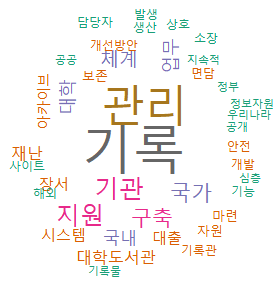 발생
담당자
생산 상호
개선방안 소장
체계 업무 지속적
공공 보존 면담
아카이브 대학 정부
관리 정보자원
우리나라
공개
기록
재난 안전
사이트 개발
심층
장서 기관 국가 기능
해외
지원 구축 마련
시스템 국내 대출 자원
대학도서관 기록관
기록물